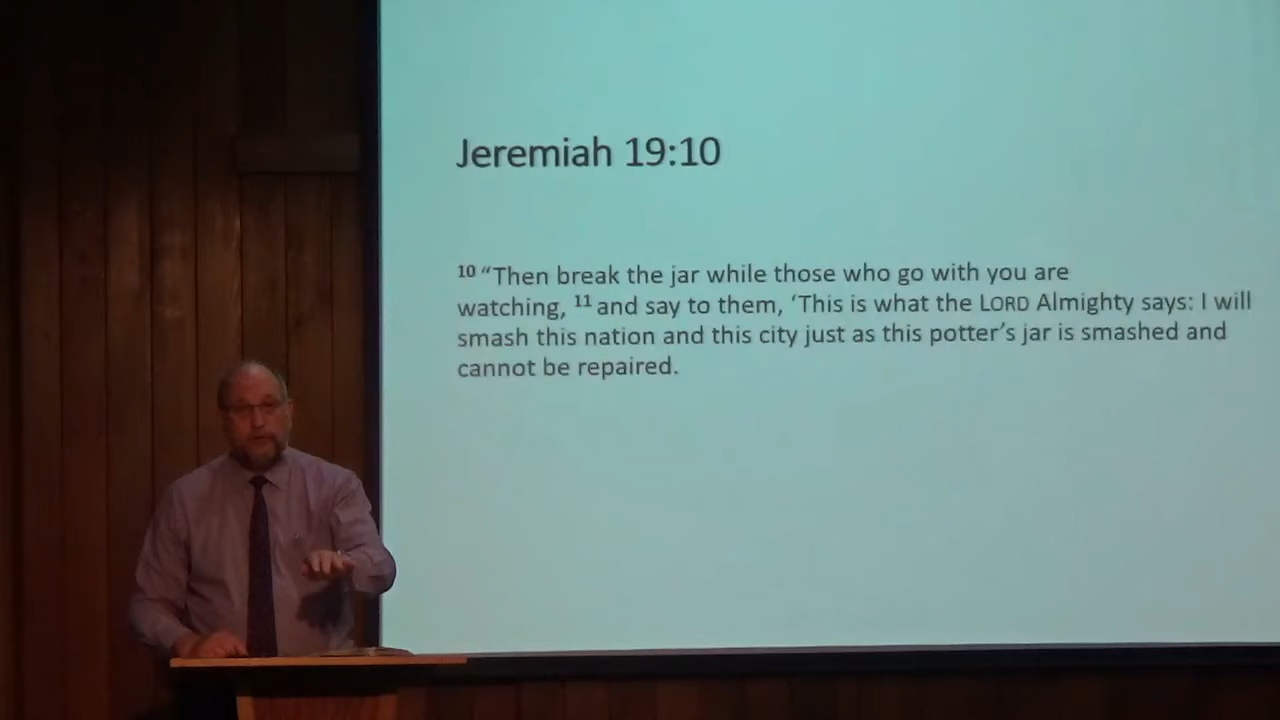 Jeremiah 19:10
10 “Then break the jar while those who go with you are
watching, 11 and say to them, ‘This is what the LORD Almighty says: I will
smash this nation and this city just as this potter’s jar is smashed and
cannot be repaired.